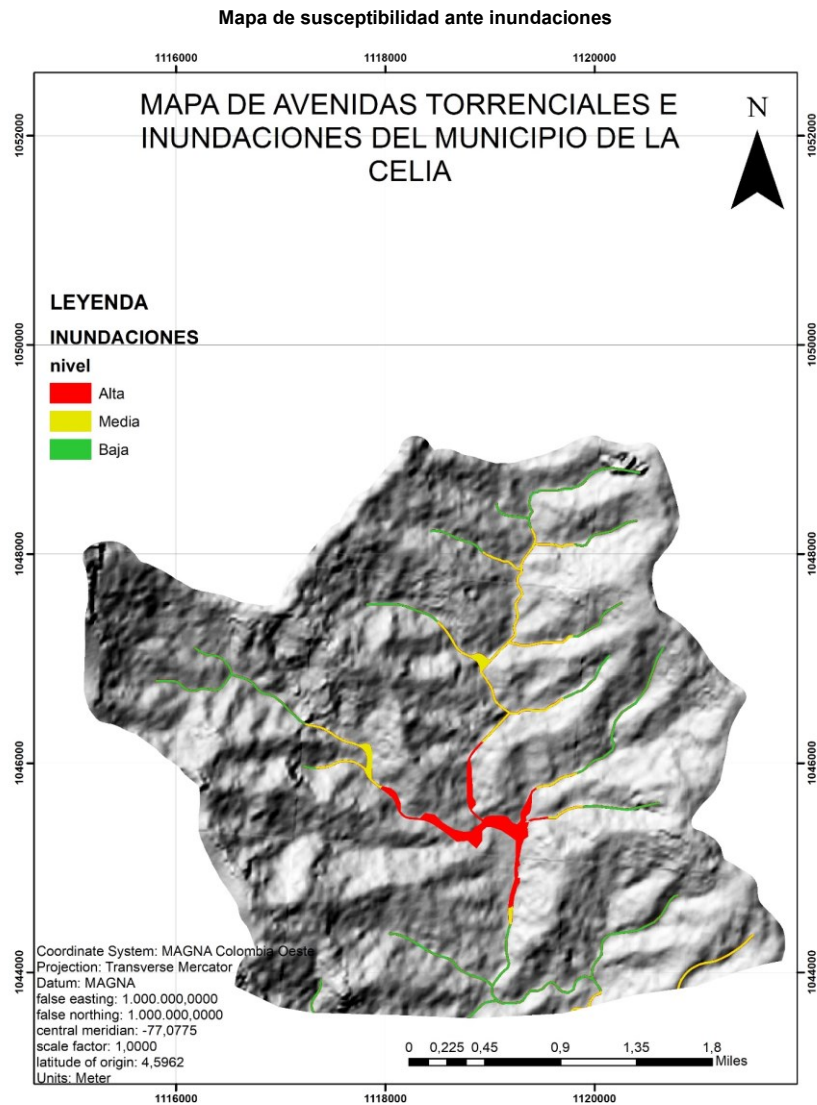 Mapa de susceptibilidad ante inundaciones
1116000 1118000 1120000
MAPA DE AVENIDAS TORRENCIALES E
INUNDACIONES DEL MUNICIPIO DE LA
CELIA
N
1052000 1052000
1050000 1050000
LEYENDA
INUNDACIONES
nivel
Alta
Media
Baja
1048000 1048000
1046000 1046000
1044000 1044000
Coordinate System: MAGNA Colombia Oeste
Projection: Transverse Mercator
Datum: MAGNA
false easting: 1.000.000,0000
false northing: 1.000.000,0000
central meridian: -77,0775
scale factor: 1,0000
latitude of origin: 4,5962
Units: Meter
0 0,225 0,45 0,9 1,35 1,8
Miles
1116000 1118000 1120000